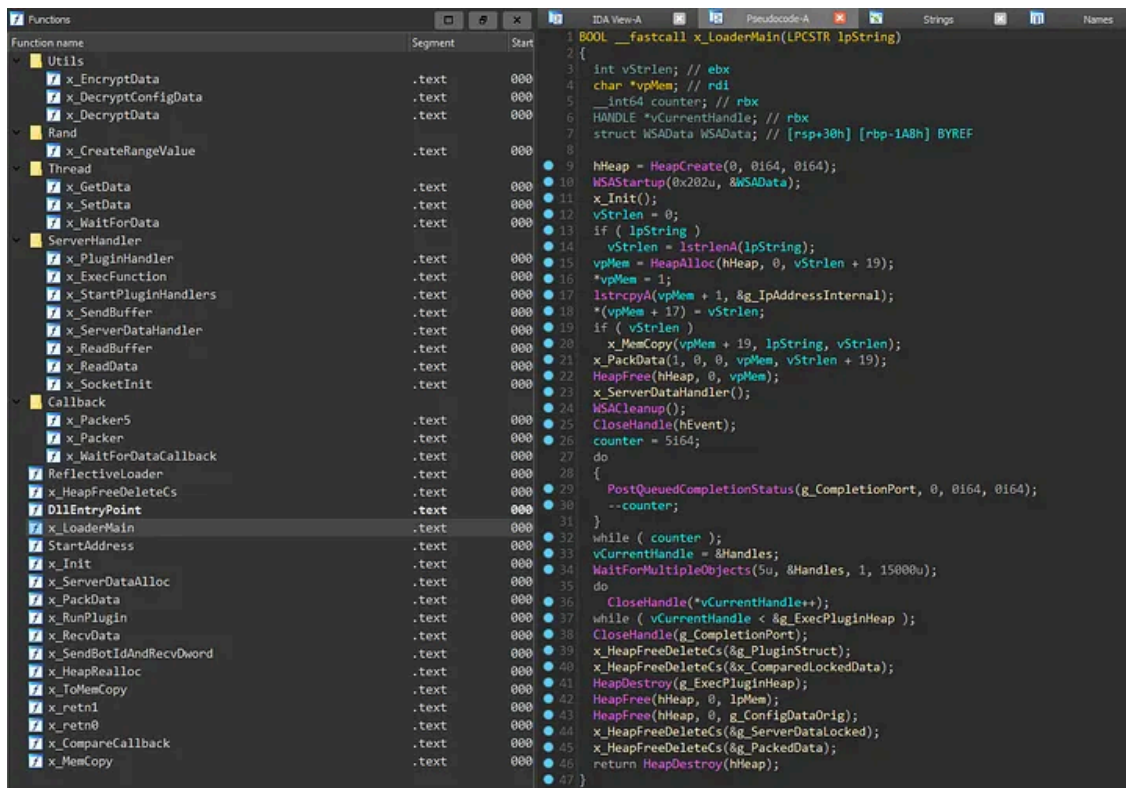 Functions
Function name Segment Start
Utils
x_EncryptData .text 000
x_DecryptConfigData .text 000
x_DecryptData .text 000
Rand
x_CreateRangeValue .text 000
Thread
x_GetData .text 000
x_SetData .text 000
x_WaitForData .text 000
ServerHandler
x_PluginHandler .text 000
x_ExecFunction .text 000
x_StartPluginHandlers .text 000
x_SendBuffer .text 000
x_ServerDataHandler .text 000
x_ReadBuffer .text 000
x_ReadData .text 000
x_SocketInit .text 000
Callback
x_Packer5 .text 000
x_Packer .text 000
x_WaitForDataCallback .text 000
ReflectiveLoader .text 000
x_HeapFreeDeleteCs .text 000
DllEntryPoint .text 000
x_LoaderMain .text 000
StartAddress .text 000
x_Init .text 000
x_ServerDataAlloc .text 000
x_PackData .text 000
x_RunPlugin .text 000
x_RecvData .text 000
x_SendBotIdAndRecvDword .text 000
x_HeapRealloc .text 000
x_ToMemCopy .text 000
x_retn1 .text 000
x_retn0 .text 000
x_CompareCallback .text 000
x_MemCopy .text 000
IDA View-A Pseudocode-A Strings Names
1 BOOL __fastcall x_LoaderMain(LPCSTR lpString)
2 {
3 int vStrlen; // ebx
4 char *vpMem; // rdi
5 __int64 counter; // rbx
6 HANDLE *vCurrentHandle; // rbx
7 struct WSAData WSAData; // [rsp+30h] [rbp-1A8h] BYREF
8
9 hHeap = HeapCreate(0, 0i64, 0i64);
10 WSAStartup(0x202u, &WSAData);
11 x_Init();
12 vStrlen = 0;
13 if ( lpString )
14 vStrlen = lstrlenA(lpString);
15 vpMem = HeapAlloc(hHeap, 0, vStrlen + 19);
16 *vpMem = 1;
17 lstrcpyA(vpMem + 1, &g_IpAddressInternal);
18 *(vpMem + 17) = vStrlen;
19 if ( vStrlen )
20 x_MemCopy(vpMem + 19, lpString, vStrlen);
21 x_PackData(1, 0, 0, vpMem, vStrlen + 19);
22 HeapFree(hHeap, 0, vpMem);
23 x_ServerDataHandler();
24 WSACleanup();
25 CloseHandle(hEvent);
26 counter = 5i64;
27 do
28 {
29 PostQueuedCompletionStatus(g_CompletionPort, 0, 0i64, 0i64);
30 --counter;
31 }
32 while ( counter );
33 vCurrentHandle = &Handles;
34 WaitForMultipleObjects(5u, &Handles, 1, 15000u);
35 do
36 CloseHandle(*vCurrentHandle++);
37 while ( vCurrentHandle < &g_ExecPluginHeap );
38 CloseHandle(g_CompletionPort);
39 x_HeapFreeDeleteCs(&g_PluginStruct);
40 x_HeapFreeDeleteCs(&x_ComparedLockedData);
41 HeapDestroy(g_ExecPluginHeap);
42 HeapFree(hHeap, 0, lpMem);
43 HeapFree(hHeap, 0, g_ConfigDataOrig);
44 x_HeapFreeDeleteCs(&g_ServerDataLocked);
45 x_HeapFreeDeleteCs(&g_PackedData);
46 return HeapDestroy(hHeap);
47 }